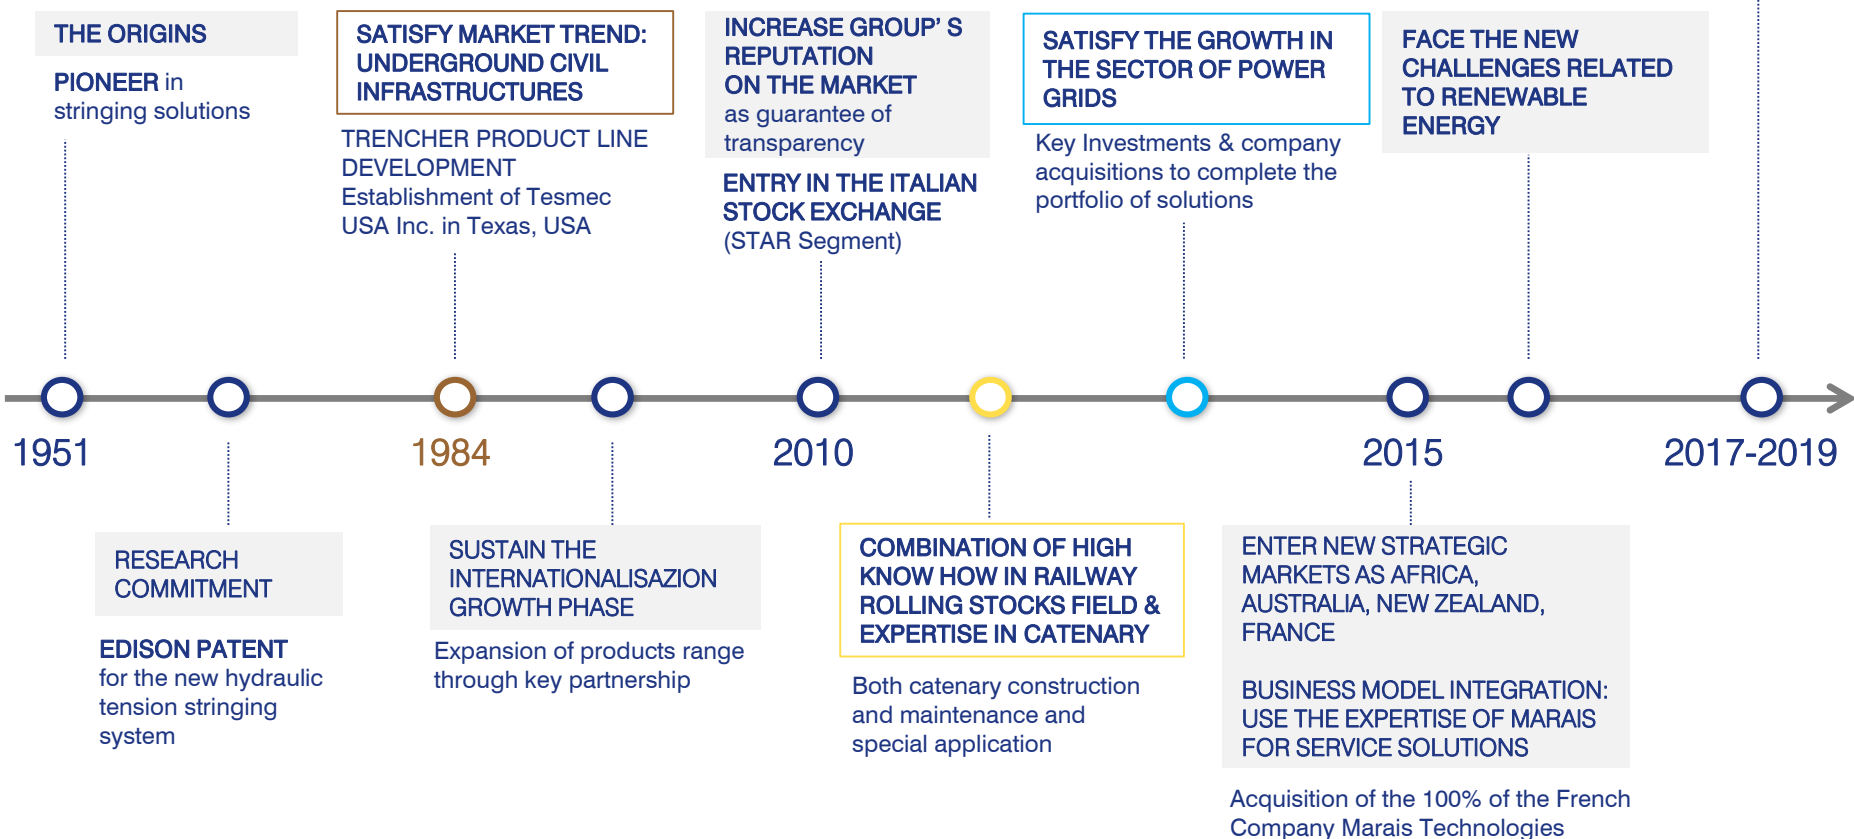 THE ORIGINS
PIONEER in
stringing solutions
SATISFY MARKET TREND:
UNDERGROUND CIVIL
INFRASTRUCTURES
TRENCHER PRODUCT LINE
DEVELOPMENT
Establishment of Tesmec
USA Inc. in Texas, USA
INCREASE GROUP' S
REPUTATION
ON THE MARKET
as guarantee of
transparency
ENTRY IN THE ITALIAN
STOCK EXCHANGE
(STAR Segment)
SATISFY THE GROWTH IN
THE SECTOR OF POWER
GRIDS
Key Investments & company
acquisitions to complete the
portfolio of solutions
FACE THE NEW
CHALLENGES RELATED
TO RENEWABLE
ENERGY
1951
1984
2010
2015
2017-2019
RESEARCH
COMMITMENT
EDISON PATENT
for the new hydraulic
tension stringing
system
SUSTAIN THE
INTERNATIONALISAZION
GROWTH PHASE
Expansion of products range
through key partnership
COMBINATION OF HIGH
KNOW HOW IN RAILWAY
ROLLING STOCKS FIELD &
EXPERTISE IN CATENARY
Both catenary construction
and maintenance and
special application
ENTER NEW STRATEGIC
MARKETS AS AFRICA,
AUSTRALIA, NEW ZEALAND,
FRANCE
BUSINESS MODEL INTEGRATION:
USE THE EXPERTISE OF MARAIS
FOR SERVICE SOLUTIONS
Acquisition of the 100% of the French
Company Marais Technologies